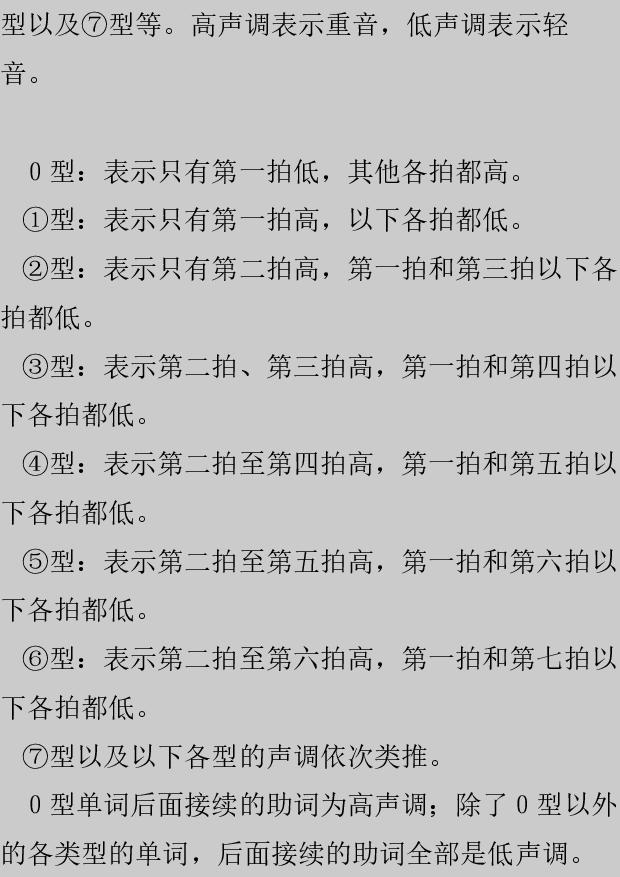 型以及⑦型等。高声调表示重音，低声调表示轻
音。
0 型：表示只有第一拍低，其他各拍都高。
①型：表示只有第一拍高，以下各拍都低。
②型：表示只有第二拍高，第一拍和第三拍以下各
拍都低。
③型：表示第二拍、第三拍高，第一拍和第四拍以
下各拍都低。
④型：表示第二拍至第四拍高，第一拍和第五拍以
下各拍都低。
⑤型：表示第二拍至第五拍高，第一拍和第六拍以
下各拍都低。
⑥型：表示第二拍至第六拍高，第一拍和第七拍以
下各拍都低。
⑦型以及以下各型的声调依次类推。
0 型单词后面接续的助词为高声调；除了 0 型以外
的各类型的单词，后面接续的助词全部是低声调。